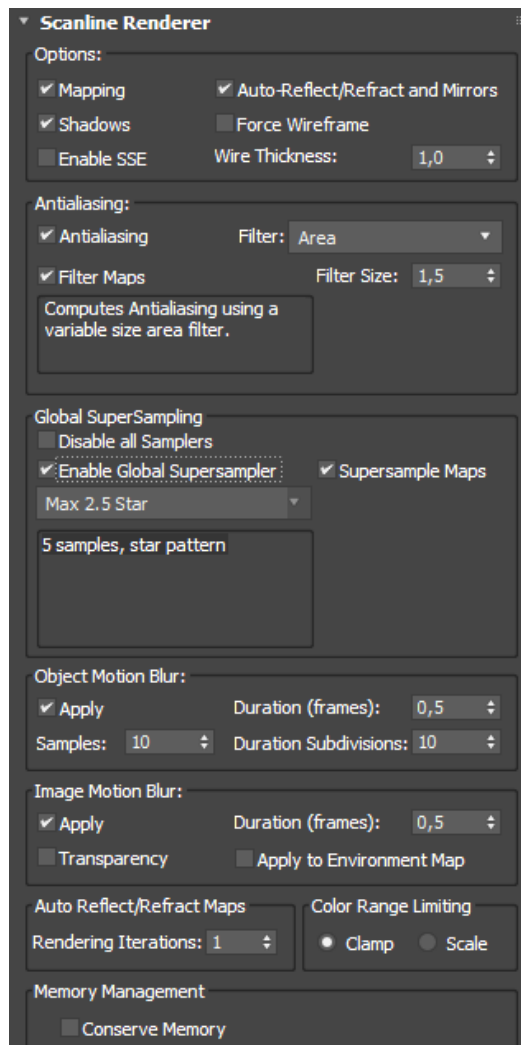 Scanline Renderer
Options:
Mapping Auto-Reflect/Refract and Mirrors
Shadows Force Wireframe
Enable SSE Wire Thickness: 1,0
Antialiasing:
Antialiasing Filter: Area
Filter Maps Filter Size: 1,5
Computes Antialiasing using a
variable size area filter.
Global SuperSampling
Disable all Samplers
Enable Global Supersampler Supersample Maps
Max 2.5 Star
5 samples, star pattern
Object Motion Blur:
Apply Duration (frames): 0,5
Samples: 10 Duration Subdivisions: 10
Image Motion Blur:
Apply Duration (frames): 0,5
Transparency Apply to Environment Map
Auto Reflect/Refract Maps Color Range Limiting
Rendering Iterations: 1 Clamp Scale
Memory Management
Conserve Memory